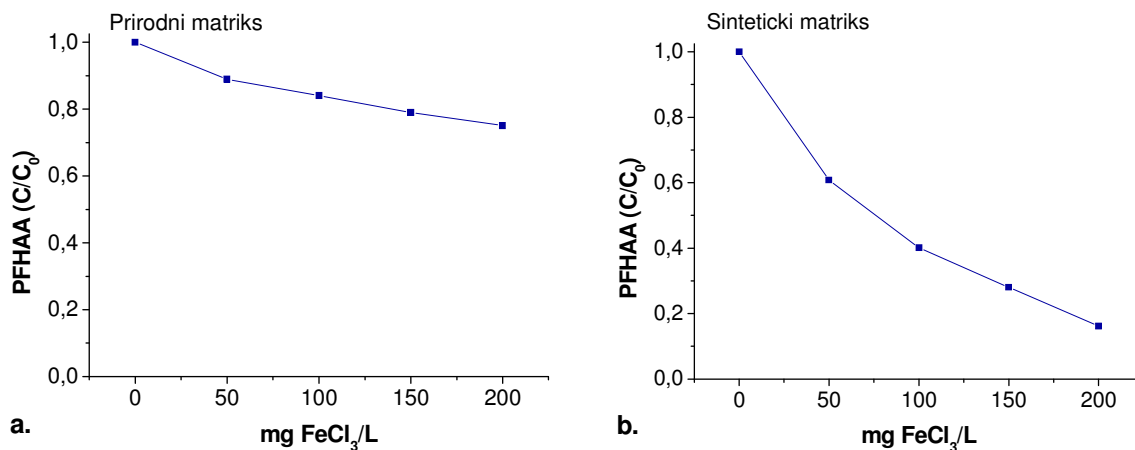 Prirodni matriks
1,0
0,8
0,6
0,4
0,2
0,0
PFHAA (C/C₀)
0 50 100 150 200
mg FeCl₃/L
a.
Sinteticki matriks
1,0
0,8
0,6
0,4
0,2
0,0
PFHAA (C/C₀)
0 50 100 150 200
mg FeCl₃/L
b.